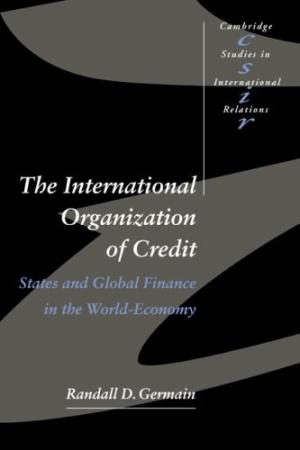 Cambridge
c
Studies in
s
International
i
Relations
r
The International
Organization
of Credit
States and Global Finance
in the World-Economy
Randall D. Germain